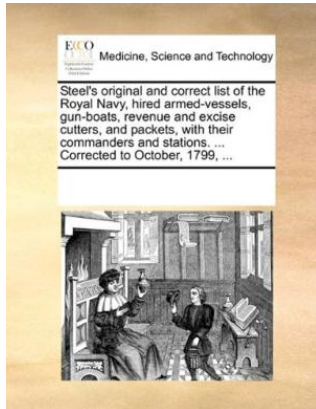 ECCO
Medicine, Science and Technology
Steel's original and correct list of the
Royal Navy, hired armed-vessels,
gun-boats, revenue and excise
cutters, and packets, with their
commanders and stations. ...
Corrected to October, 1799, ...